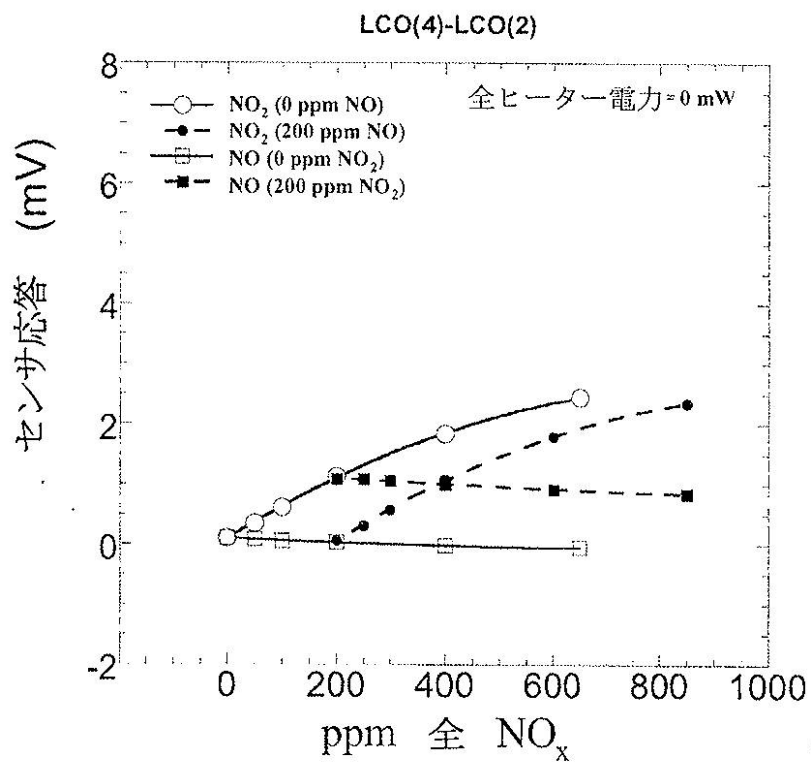 LCO(4)-LCO(2)
8
6
4
2
0
-2
センサ応答 (mV)
NO₂ (0 ppm NO)
NO₂ (200 ppm NO)
NO (0 ppm NO₂)
NO (200 ppm NO₂)
全ヒーター電力=0 mW
0 200 400 600 800 1000
ppm 全 NOₓ